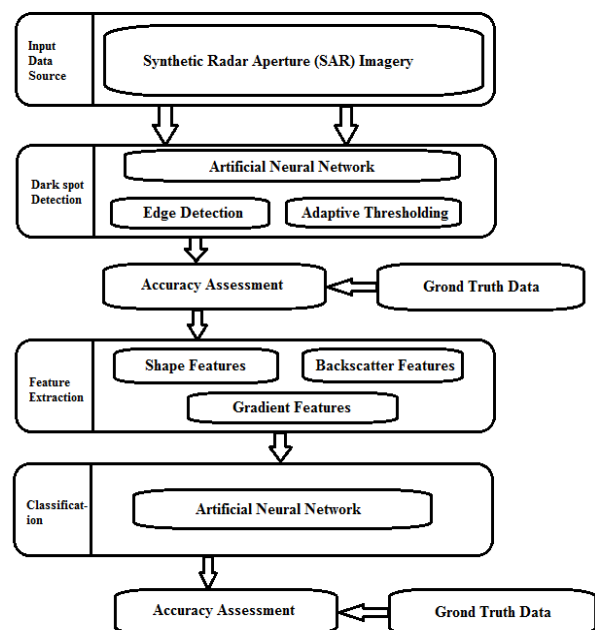 Input
Data
Source
Synthetic Radar Aperture (SAR) Imagery
Dark spot
Detection
Artificial Neural Network
Edge Detection
Adaptive Thresholding
Accuracy Assessment
Grond Truth Data
Feature
Extraction
Shape Features
Backscatter Features
Gradient Features
Classificat-
ion
Artificial Neural Network
Accuracy Assessment
Grond Truth Data